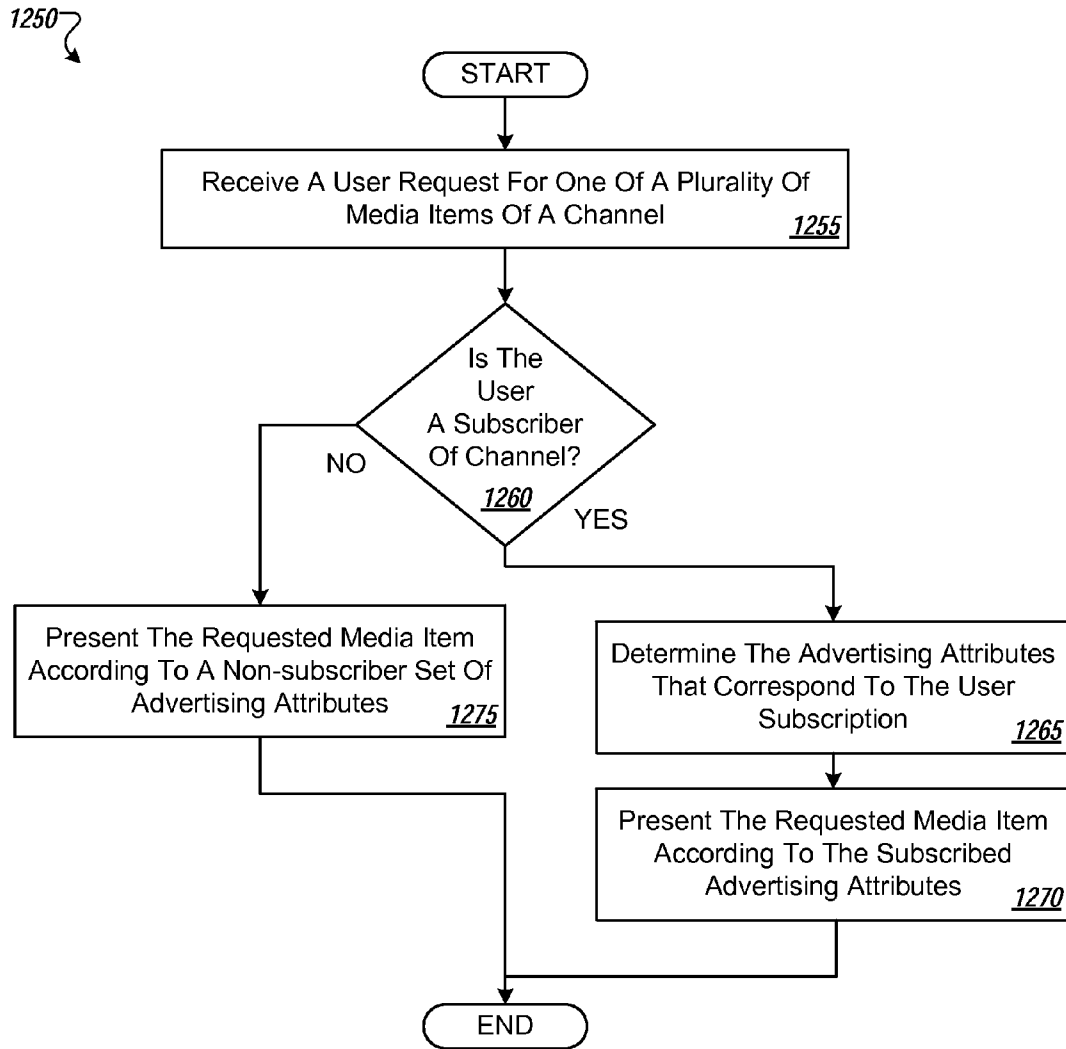 1250
START
Receive A User Request For One Of A Plurality Of
Media Items Of A Channel
1255
Is The
User
A Subscriber
Of Channel?
1260
NO
YES
Present The Requested Media Item
According To A Non-subscriber Set Of
Advertising Attributes
1275
Determine The Advertising Attributes
That Correspond To The User
Subscription
1265
Present The Requested Media Item
According To The Subscribed
Advertising Attributes
1270
END